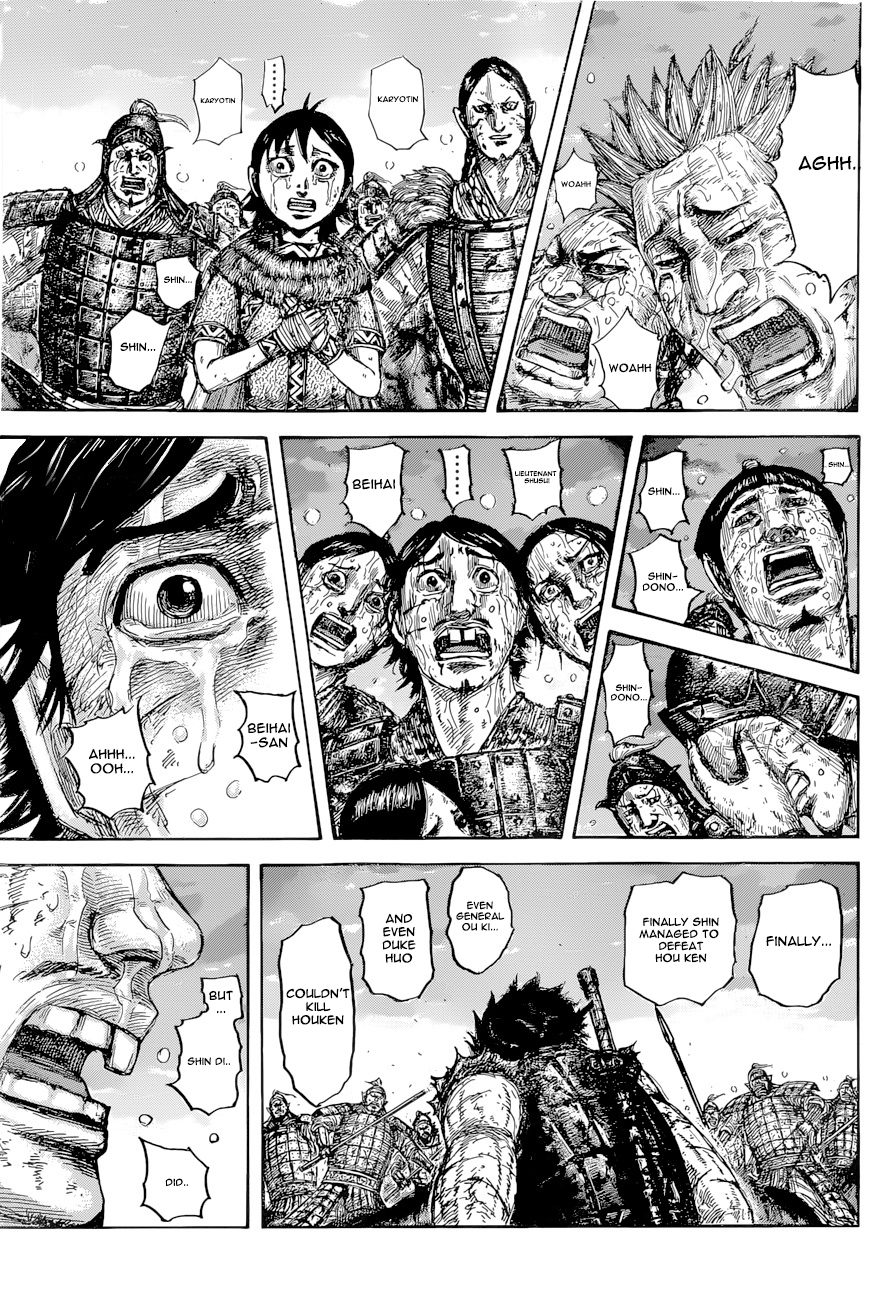 AGHH..
WOAHH
WOAHH
KARYOTIN
......
KARYOTIN
SHIN...
SHIN...
SHIN...
SHIN...
SHIN-
DONO...
SHIN-
DONO...
LIEUTENANT
SHUSUI
......
BEIHAI
BEIHAI
-SAN
AHHH...
OOH...
FINALLY...
FINALLY SHIN
MANAGED TO
DEFEAT
HOU KEN
EVEN
GENERAL
OU KI...
AND
EVEN
DUKE
HUO
COULDN'T
KILL
HOUKEN
BUT
...
SHIN DI..
DID..